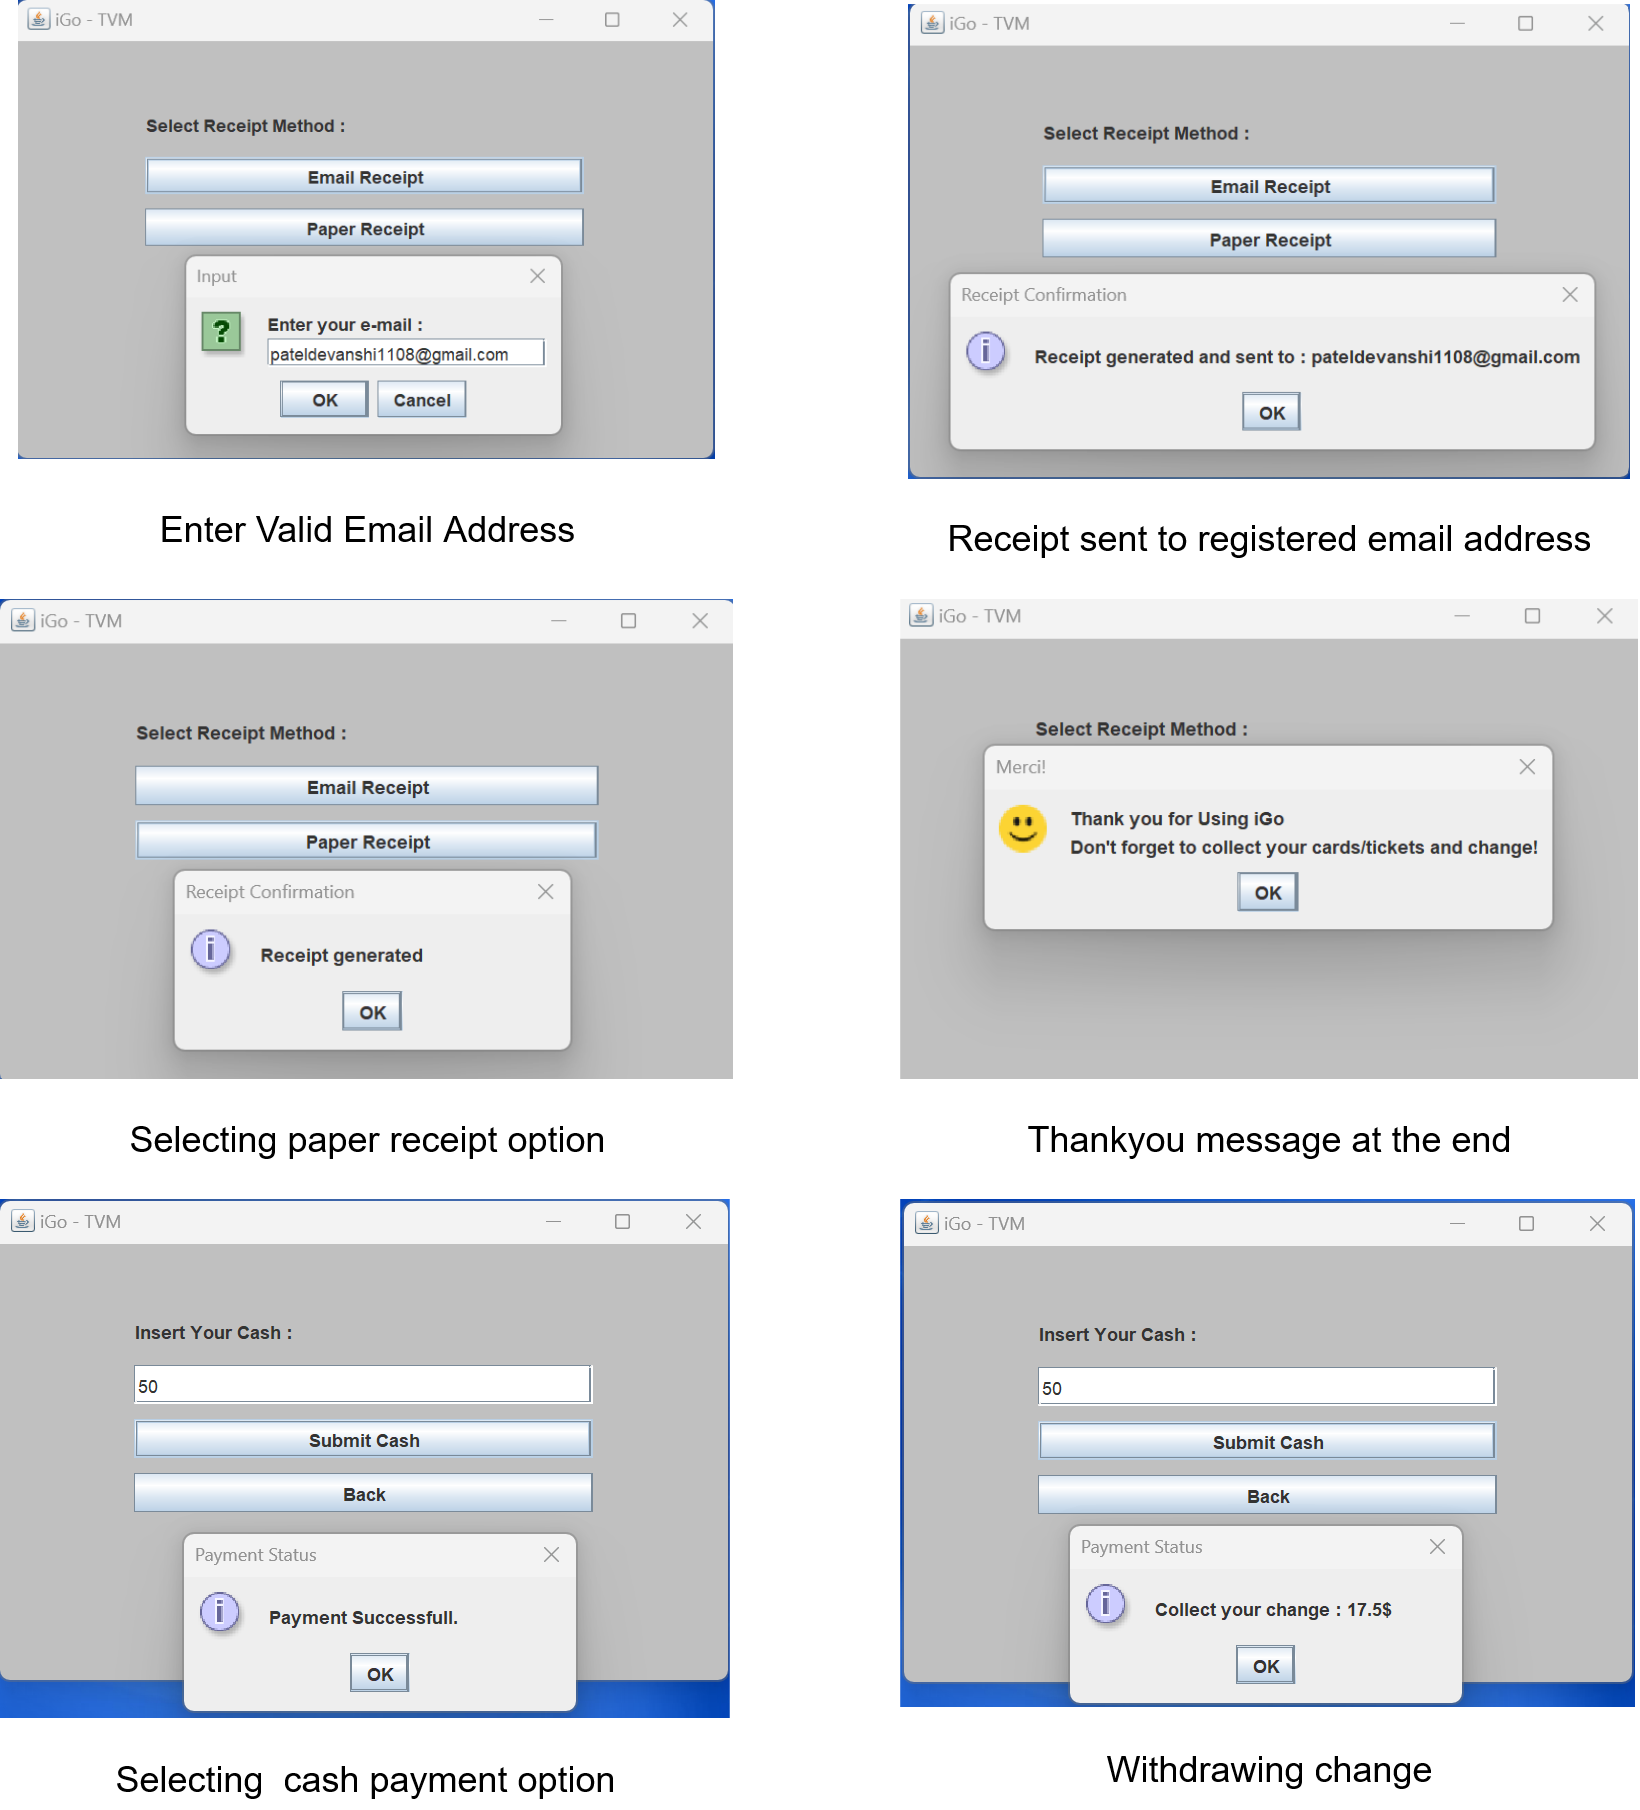 iGo - TVM
Select Receipt Method :
Email Receipt
Paper Receipt
Input
Enter your e-mail :
pateldevanshi1108@gmail.com
OK
Cancel
Enter Valid Email Address
iGo - TVM
Select Receipt Method :
Email Receipt
Paper Receipt
Receipt Confirmation
Receipt generated and sent to : pateldevanshi1108@gmail.com
OK
Receipt sent to registered email address
iGo - TVM
Select Receipt Method :
Email Receipt
Paper Receipt
Receipt Confirmation
Receipt generated
OK
Selecting paper receipt option
iGo - TVM
Select Receipt Method :
Merci!
Thank you for Using iGo
Don't forget to collect your cards/tickets and change!
OK
Thankyou message at the end
iGo - TVM
Insert Your Cash :
50
Submit Cash
Back
Payment Status
Payment Successfull.
OK
Selecting  cash payment option
iGo - TVM
Insert Your Cash :
50
Submit Cash
Back
Payment Status
Collect your change : 17.5$
OK
Withdrawing change